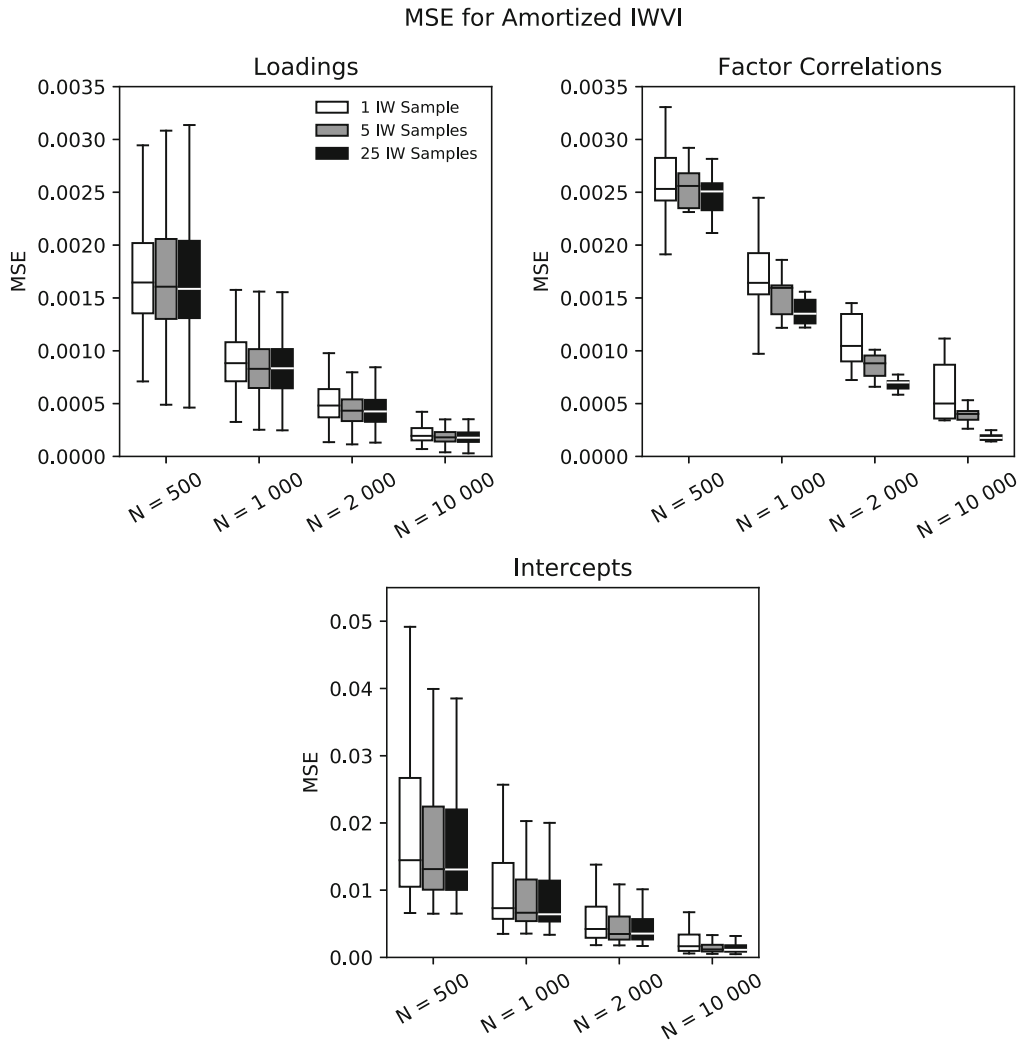 MSE for Amortized IWVI
Loadings
MSE
0.0035
0.0030
0.0025
0.0020
0.0015
0.0010
0.0005
0.0000
1 IW Sample
5 IW Samples
25 IW Samples
N = 500
N = 1 000
N = 2 000
N = 10 000
Factor Correlations
MSE
0.0035
0.0030
0.0025
0.0020
0.0015
0.0010
0.0005
0.0000
N = 500
N = 1 000
N = 2 000
N = 10 000
Intercepts
MSE
0.05
0.04
0.03
0.02
0.01
0.00
N = 500
N = 1 000
N = 2 000
N = 10 000